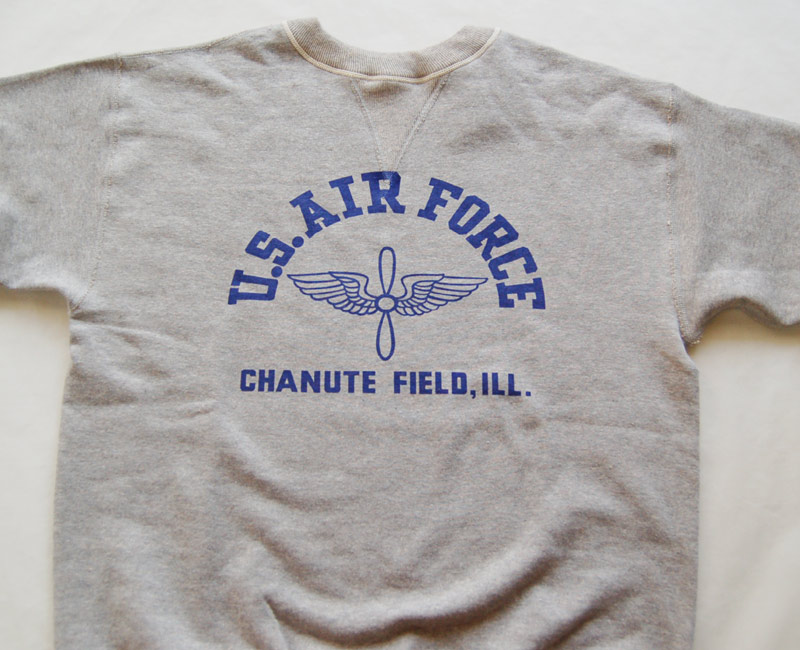 U.S. AIR FORCE
CHANUTE FIELD, ILL.